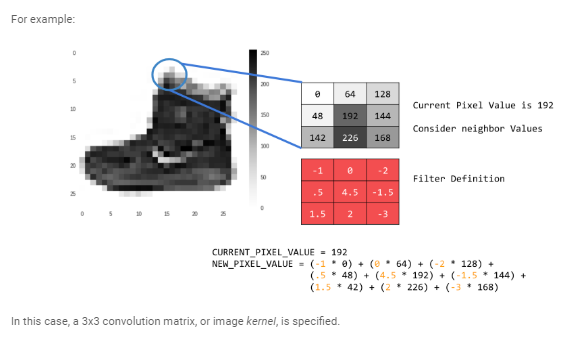 For example:
0
5
10
15
20
25
0 5 10 15 20 25
250
200
150
100
50
0
0 64 128
48 192 144
142 226 168
Current Pixel Value is 192
Consider neighbor Values
-1 0 -2
.5 4.5 -1.5
1.5 2 -3
Filter Definition
CURRENT_PIXEL_VALUE = 192
NEW_PIXEL_VALUE = (-1 * 0) + (0 * 64) + (-2 * 128) +
(.5 * 48) + (4.5 * 192) + (-1.5 * 144) +
(1.5 * 42) + (2 * 226) + (-3 * 168)
In this case, a 3x3 convolution matrix, or image kernel, is specified.